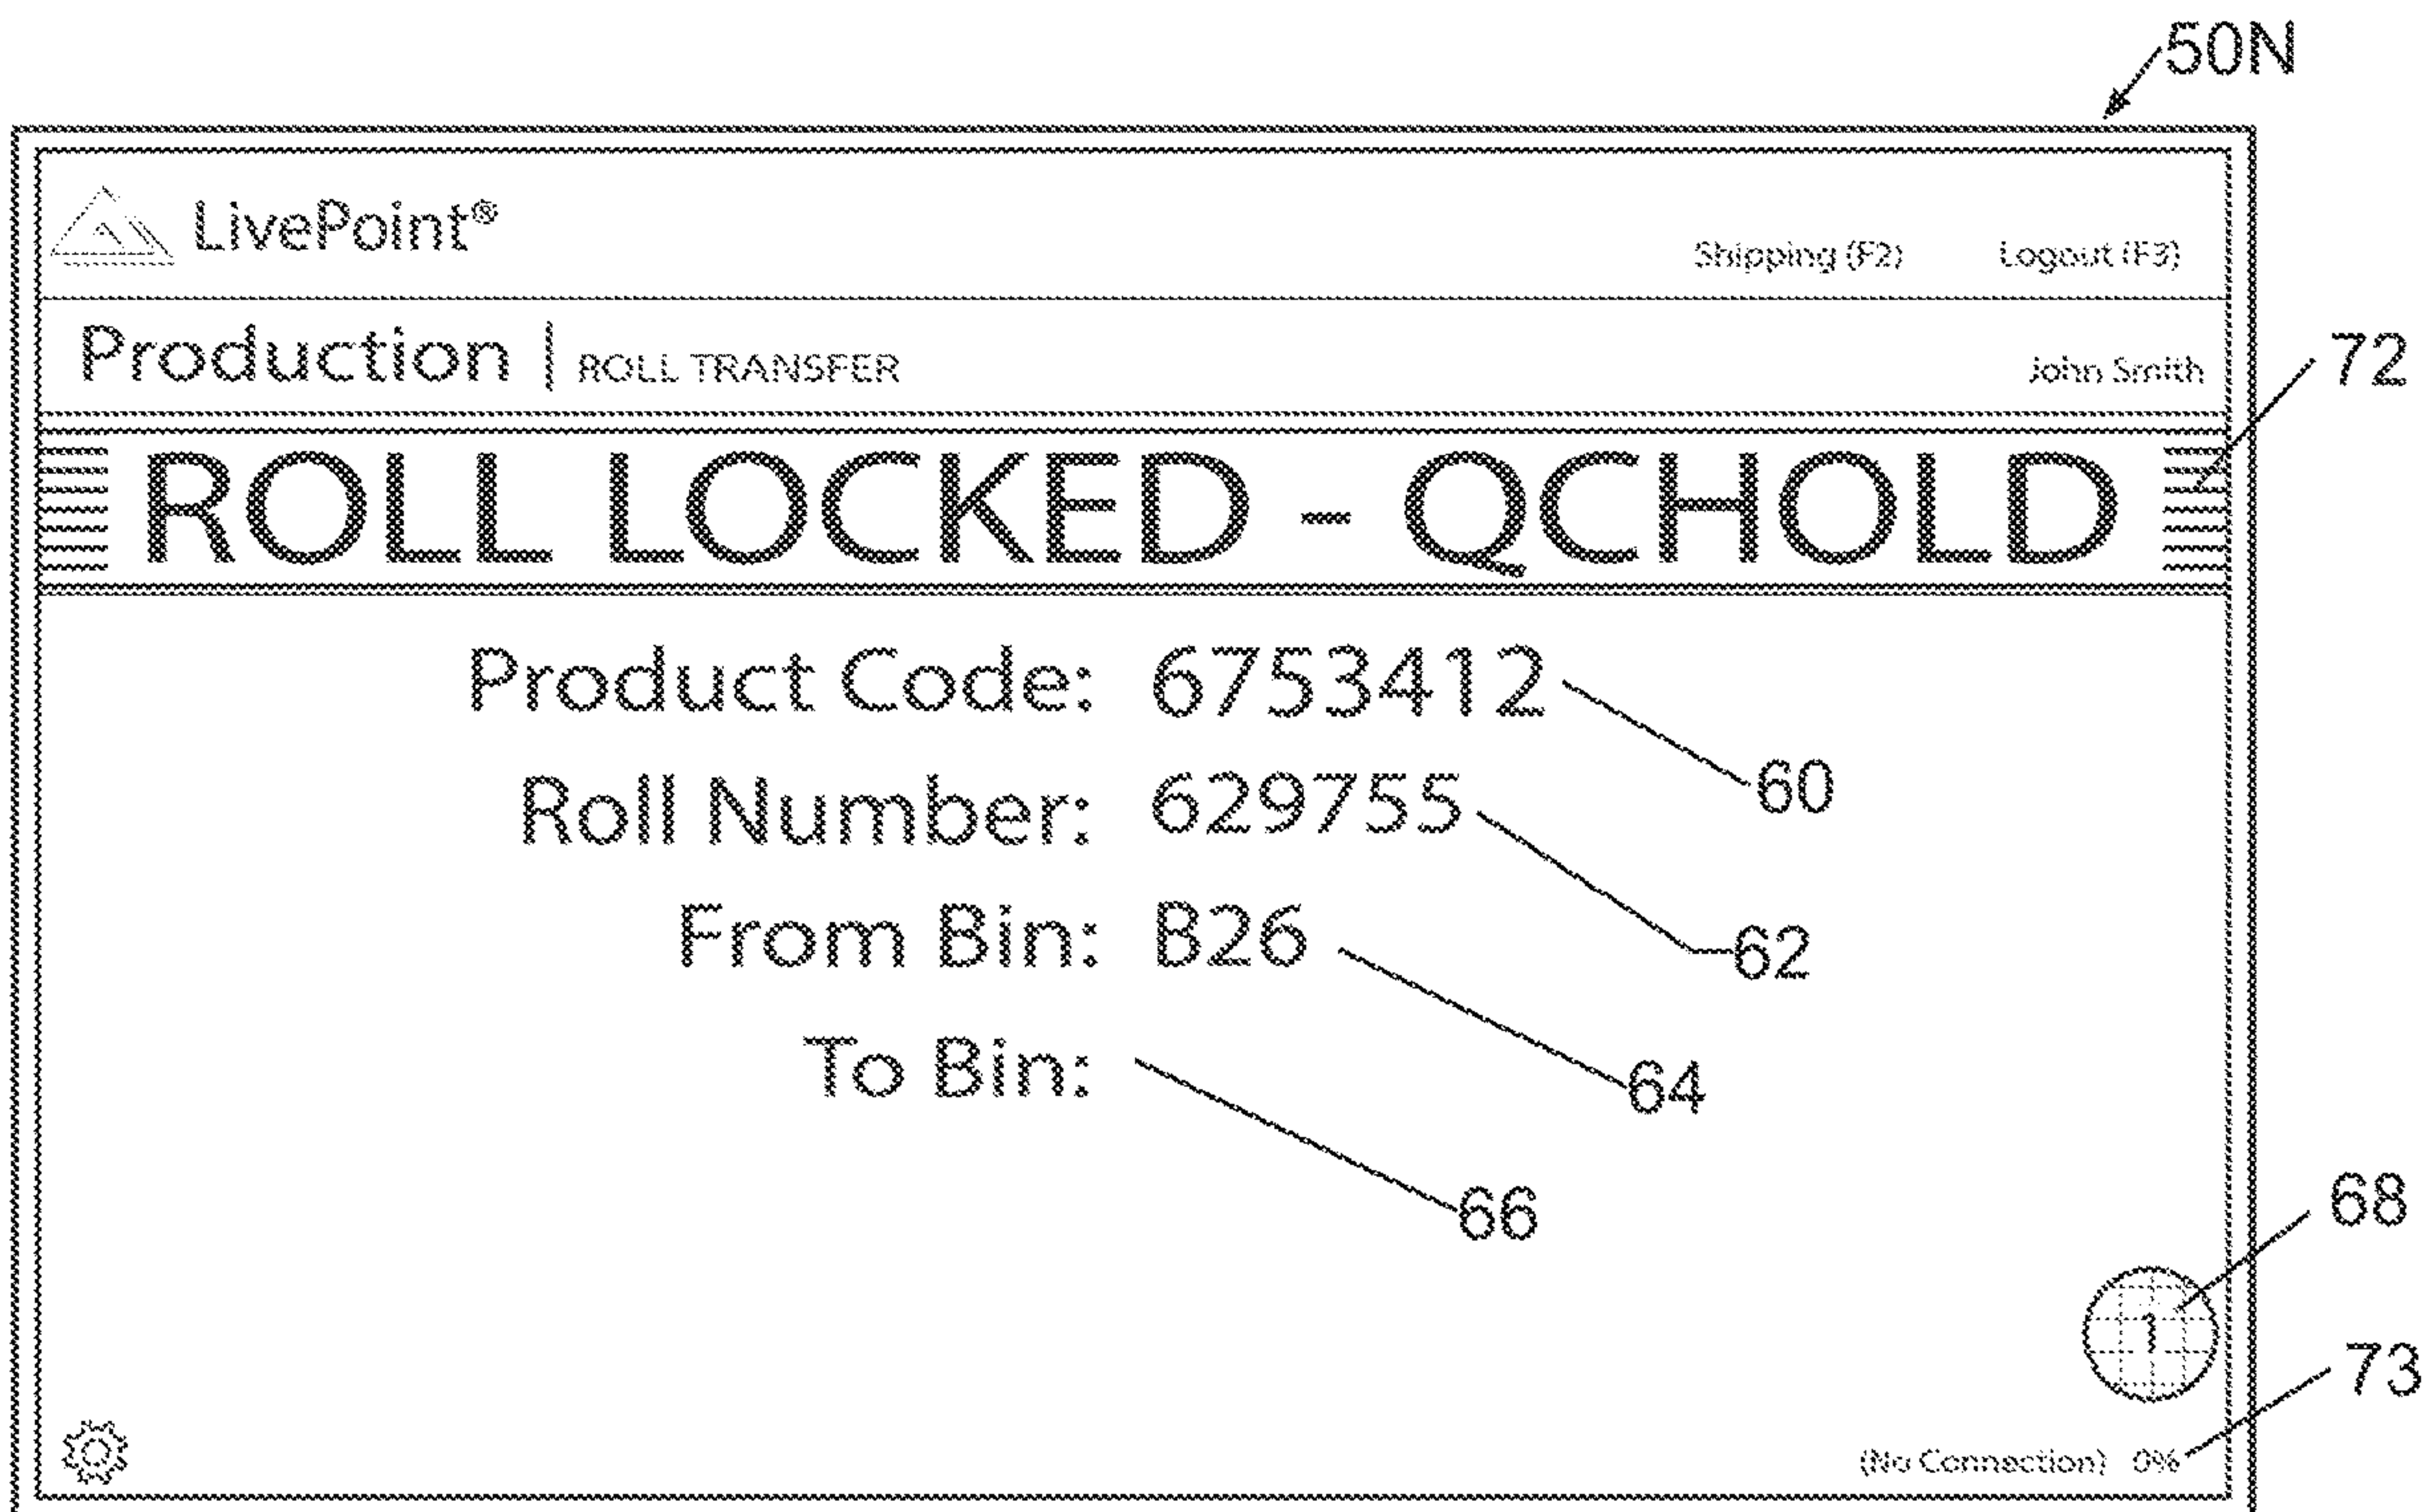 50N
LivePoint®
Shipping (F2) Logout (F3)
Production | ROLL TRANSFER John Smith
72
ROLL LOCKED - QCHOLD
Product Code: 6753412
60
Roll Number: 629755
From Bin: B26
62
To Bin:
64
66
68
1
73
(No Connection) 0%